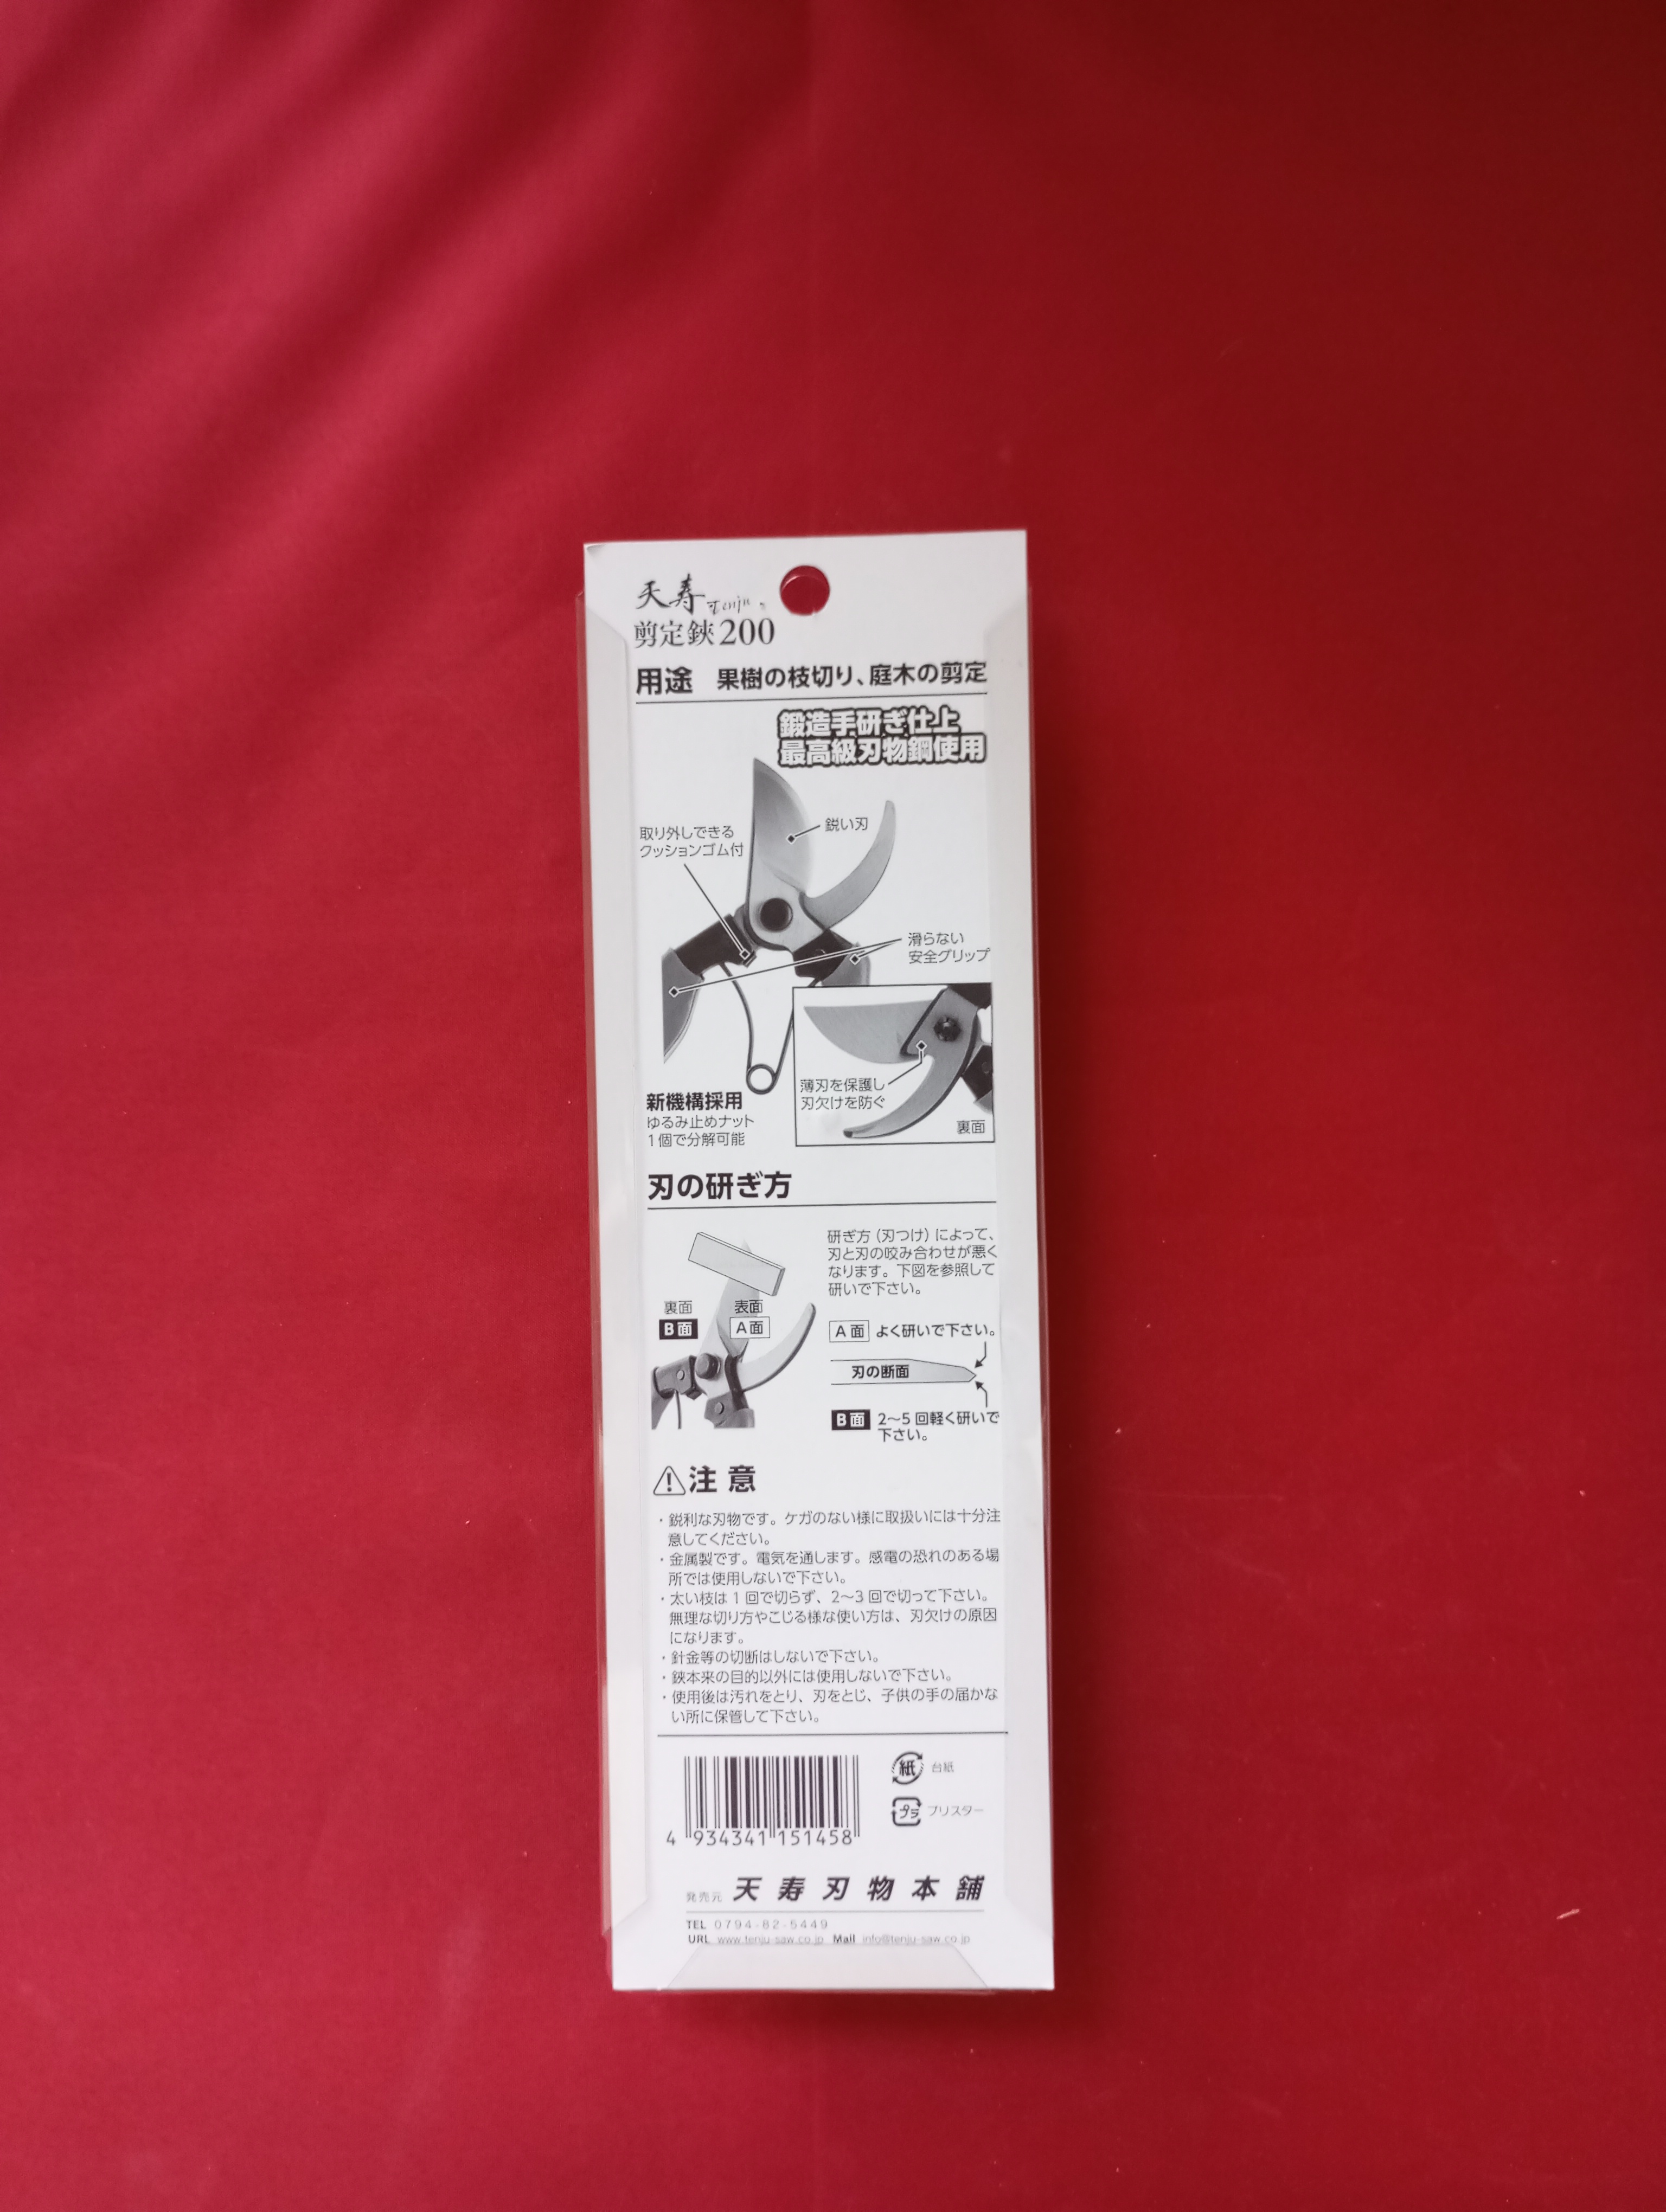 天寿 Tenju
剪定鋏200
用途 果樹の枝切り、庭木の剪定
鍛造手研ぎ仕上
最高級刃物鋼使用
鋭い刃
取り外しできる
クッションゴム付
滑らない
安全グリップ
薄刃を保護し
刃欠けを防ぐ
裏面
新機構採用
ゆるみ止めナット
1個で分解可能
刃の研ぎ方
研ぎ方(刃つけ)によって、
刃と刃の咬み合わせが悪く
なります。下図を参照して
研いで下さい。
裏面
B面
表面
A面
A面 よく研いで下さい。
刃の断面
B面 2〜5回軽く研いで
下さい。
注意
・鋭利な刃物です。ケガのない様に取扱いには十分注
意してください。
・金属製です。電気を通します。感電の恐れのある場
所では使用しないで下さい。
・太い枝は1回で切らず、2〜3回で切って下さい。
無理な切り方やこじる様な使い方は、刃欠けの原因
になります。
・針金等の切断はしないで下さい。
・鋏本来の目的以外には使用しないで下さい。
・使用後は汚れをとり、刃をとじ、子供の手の届かな
い所に保管して下さい。
紙 台紙
プラ ブリスター
4 934341 151458
発売元 天寿刃物本舗
TEL 0794-82-5449
URL www.tenju-saw.co.jp Mail info@tenju-saw.co.jp